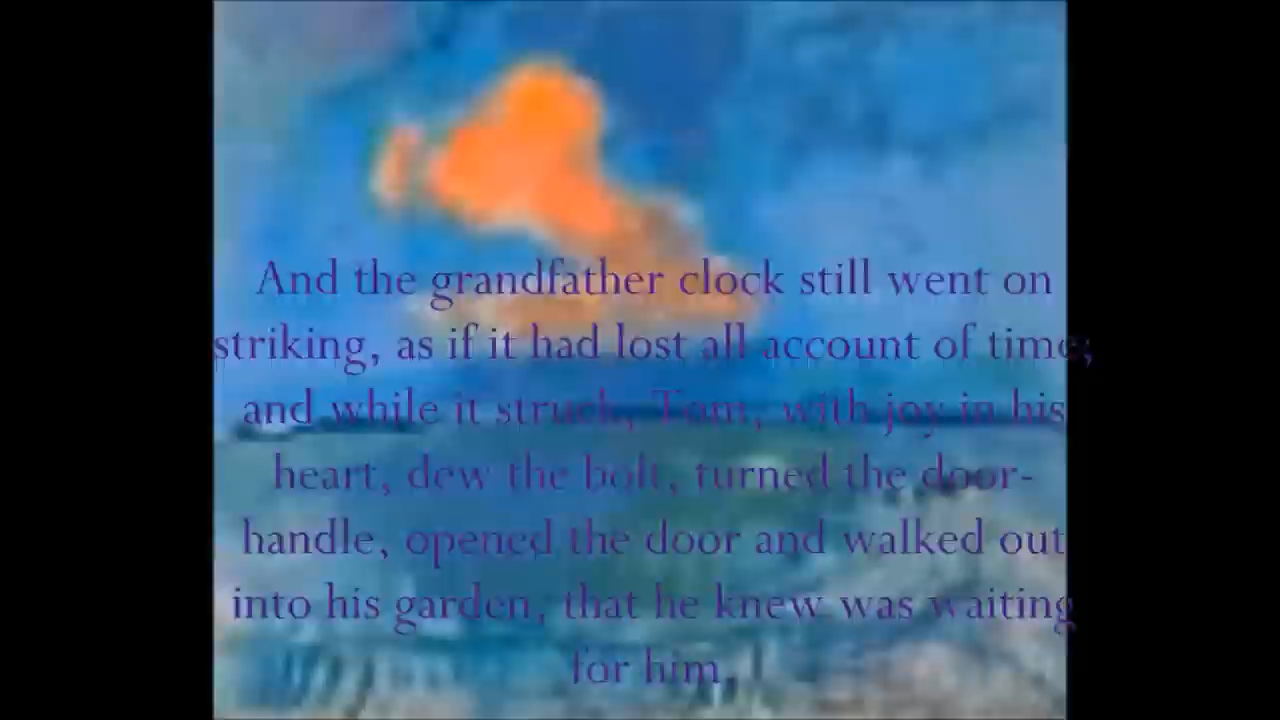 And the grandfather clock still went on
striking, as if it had lost all account of time;
and while it struck, Tom, with joy in his
heart, dew the bolt, turned the door-
handle, opened the door and walked out
into his garden, that he knew was waiting
for him.